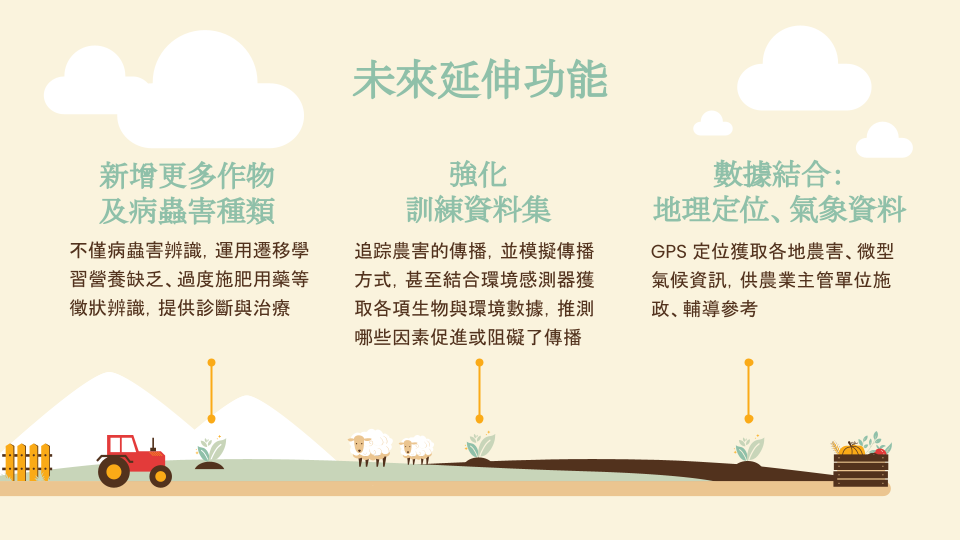 未來延伸功能
新增更多作物
及病蟲害種類
不僅病蟲害辨識, 運用遷移學
習營養缺乏、過度施肥用藥等
徵狀辨識, 提供診斷與治療
強化
訓練資料集
追踪農害的傳播, 並模擬傳播
方式, 甚至結合環境感測器獲
取各項生物與環境數據, 推測
哪些因素促進或阻礙了傳播
數據結合:
地理定位、氣象資料
GPS 定位獲取各地農害、微型
氣候資訊, 供農業主管單位施
政、輔導參考